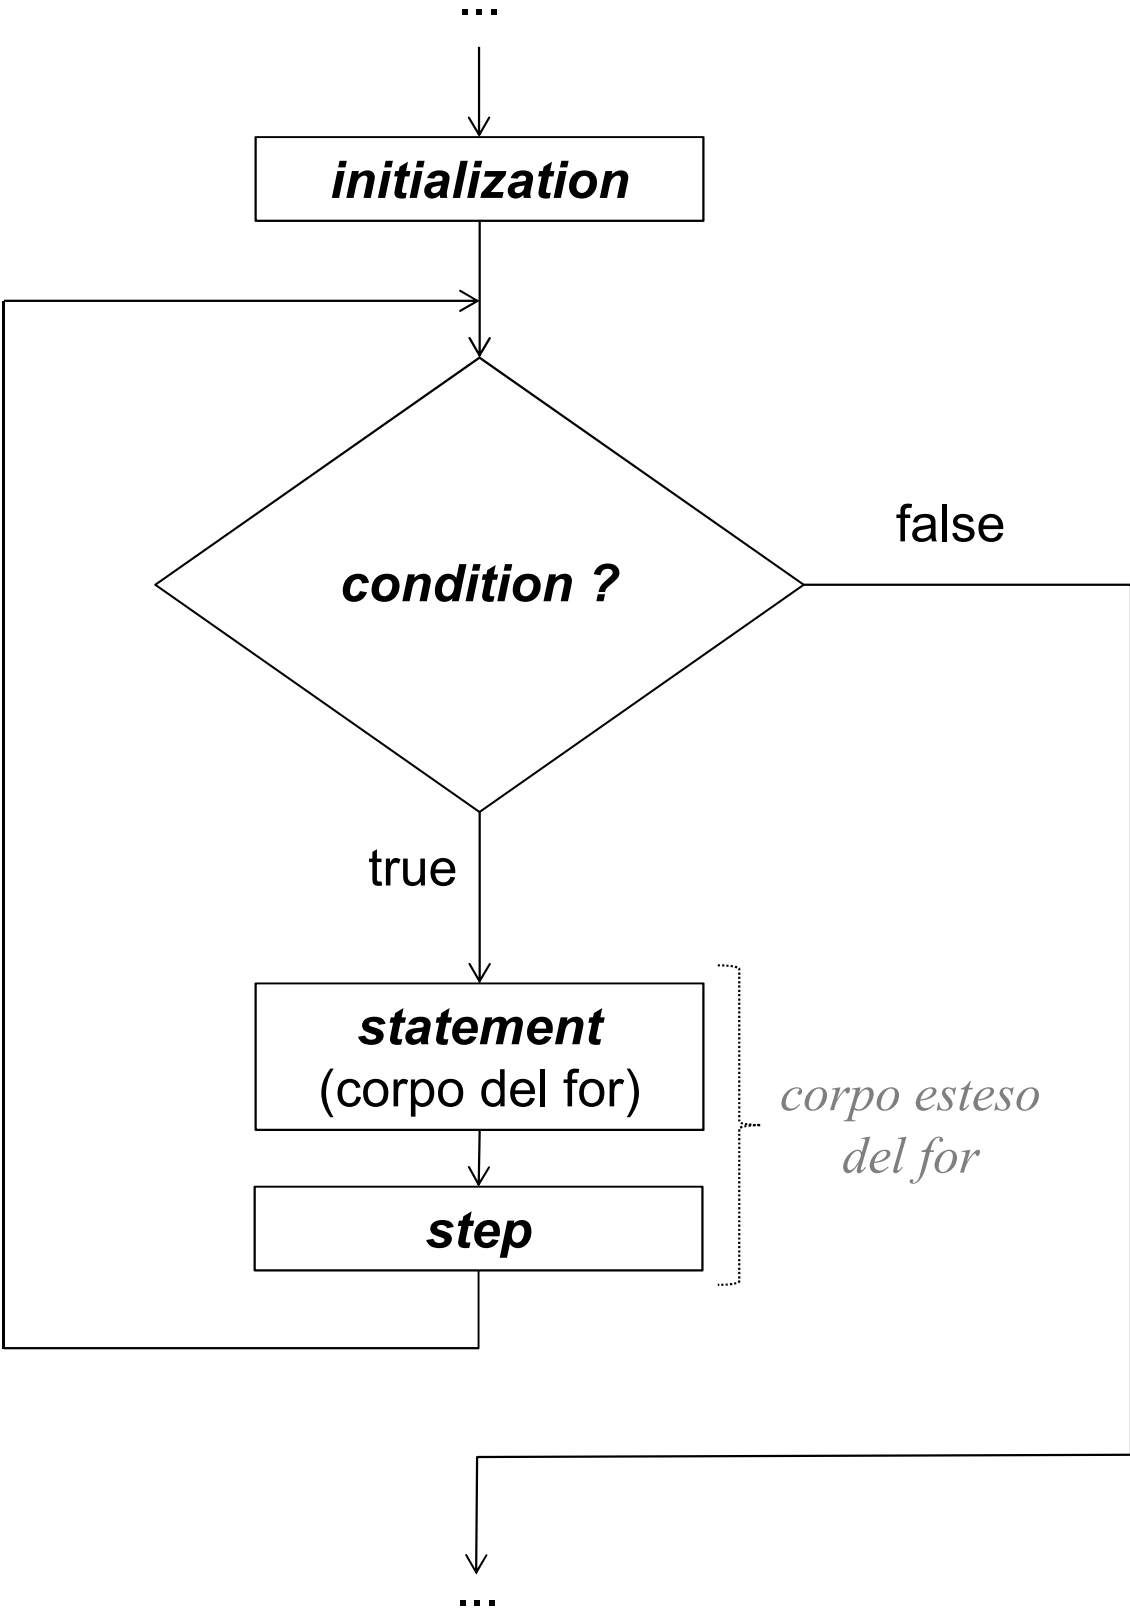 ...
initialization
condition ?
false
true
statement
(corpo del for)
corpo esteso
del for
step
...